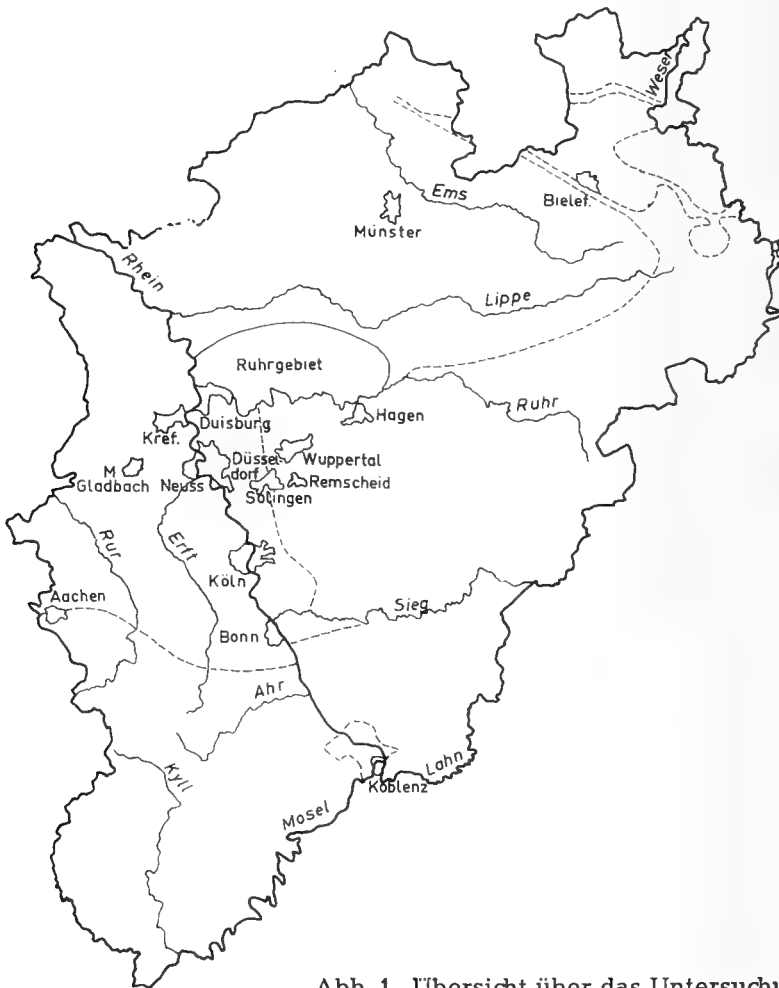 Weser
Ems
Bielef.
Münster
Rhein
Lippe
Ruhrgebiet
Ruhr
Hagen
Duisburg
Kref.
Düssel
dorf
Wuppertal
M
Gladbach
Neuss
Remscheid
Solingen
Rur
Erft
Köln
Aachen
Sieg
Bonn
Ahr
Kyll
Lahn
Koblenz
Mosel
Abb. 1. Übersicht über das Untersuchu